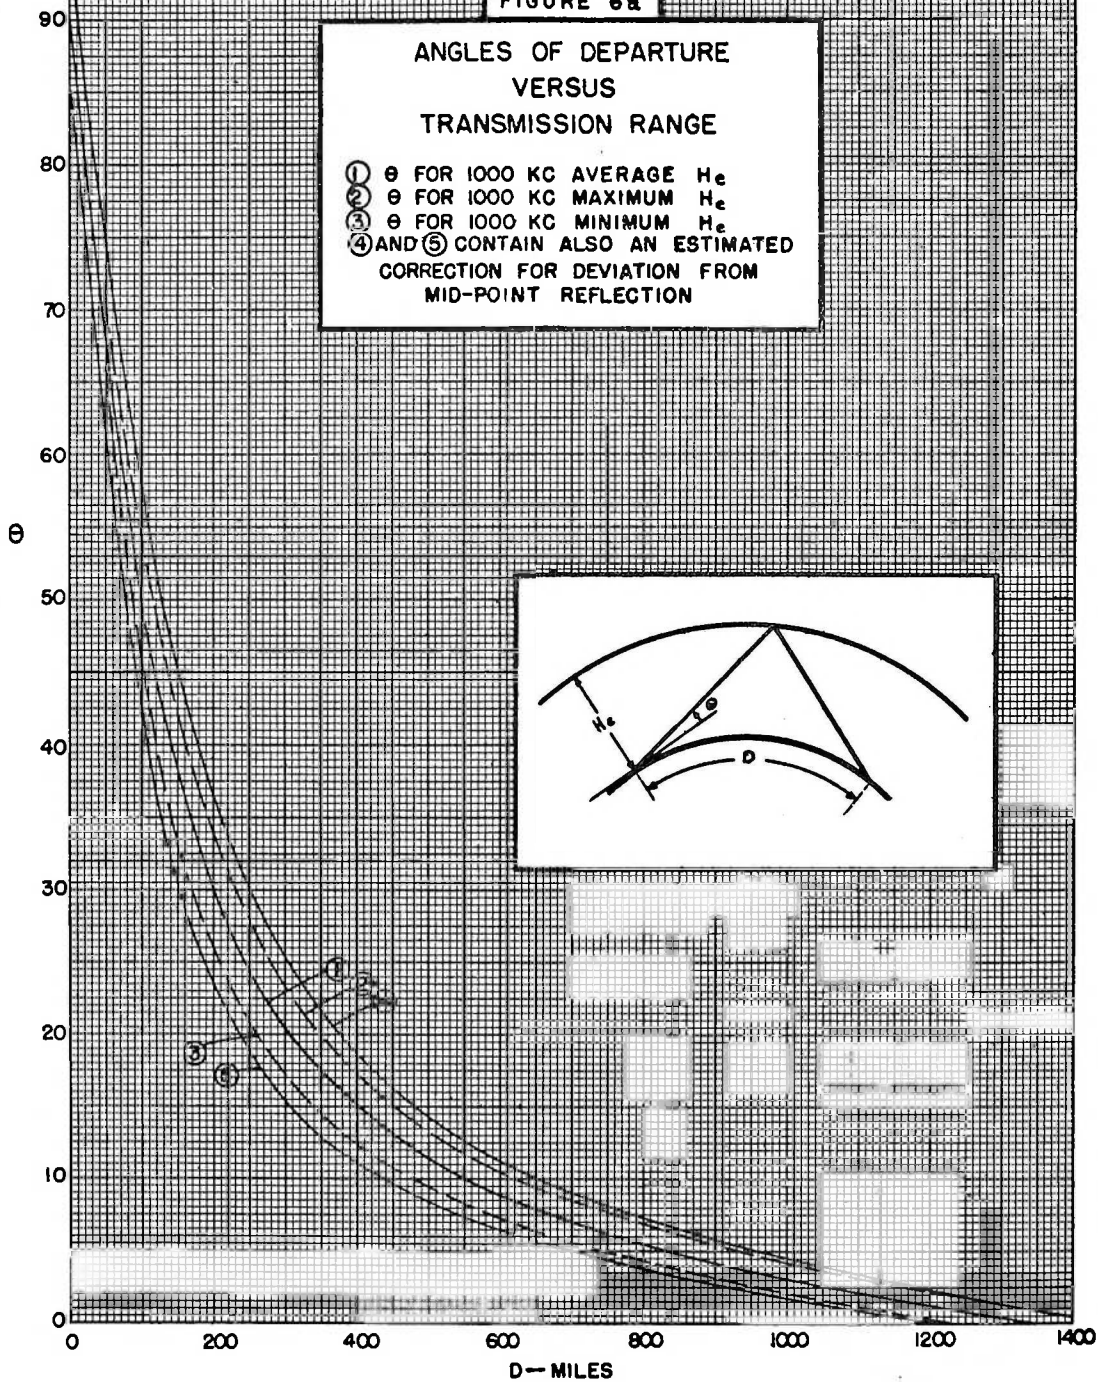 FIGURE 6a
ANGLES OF DEPARTURE
VERSUS
TRANSMISSION RANGE
① θ FOR 1000 KC AVERAGE He
② θ FOR 1000 KC MAXIMUM He
③ θ FOR 1000 KC MINIMUM He
④ AND ⑤ CONTAIN ALSO AN ESTIMATED
CORRECTION FOR DEVIATION FROM
MID-POINT REFLECTION
90
80
70
60
θ
50
40
30
20
10
0
He
θ
D
①
②
③
⑤
0 200 400 600 800 1000 1200 1400
D—MILES